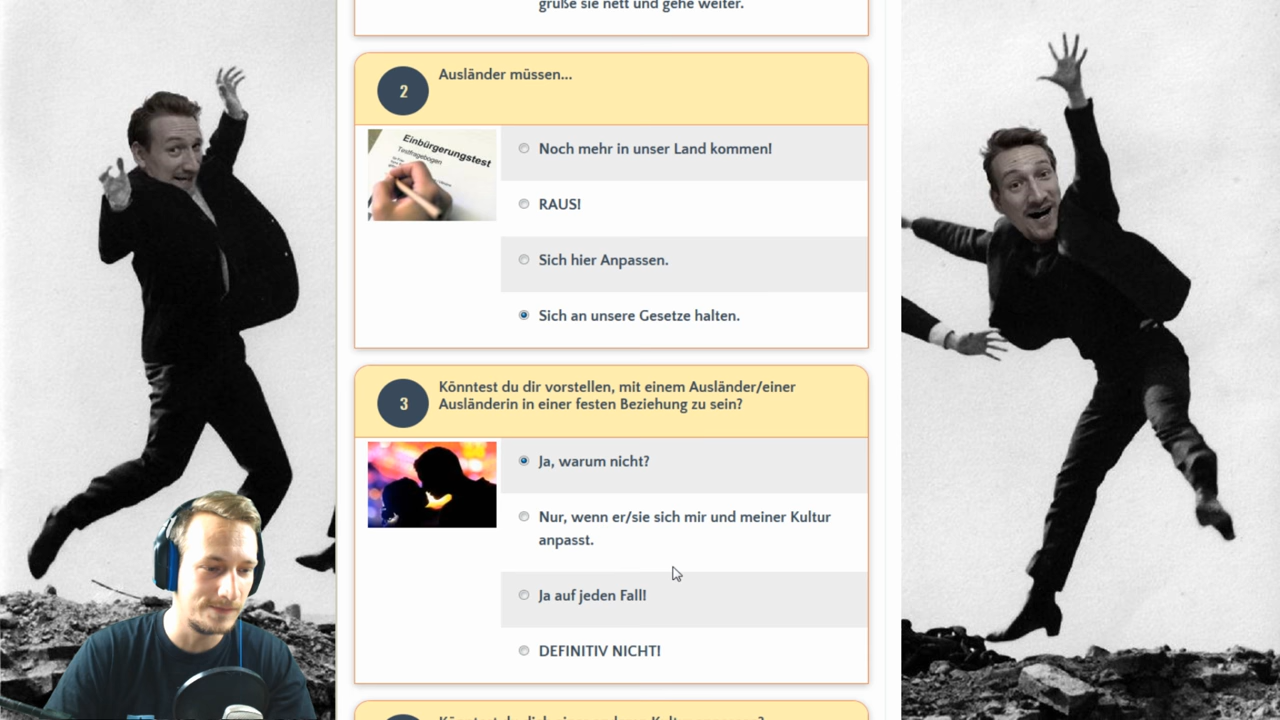 grüße sie nett und gehe weiter.
2
Ausländer müssen...
Einbürgerungstest
Testfragebogen
Noch mehr in unser Land kommen!
RAUS!
Sich hier Anpassen.
Sich an unsere Gesetze halten.
3
Könntest du dir vorstellen, mit einem Ausländer/einer
Ausländerin in einer festen Beziehung zu sein?
Ja, warum nicht?
Nur, wenn er/sie sich mir und meiner Kultur
anpasst.
Ja auf jeden Fall!
DEFINITIV NICHT!